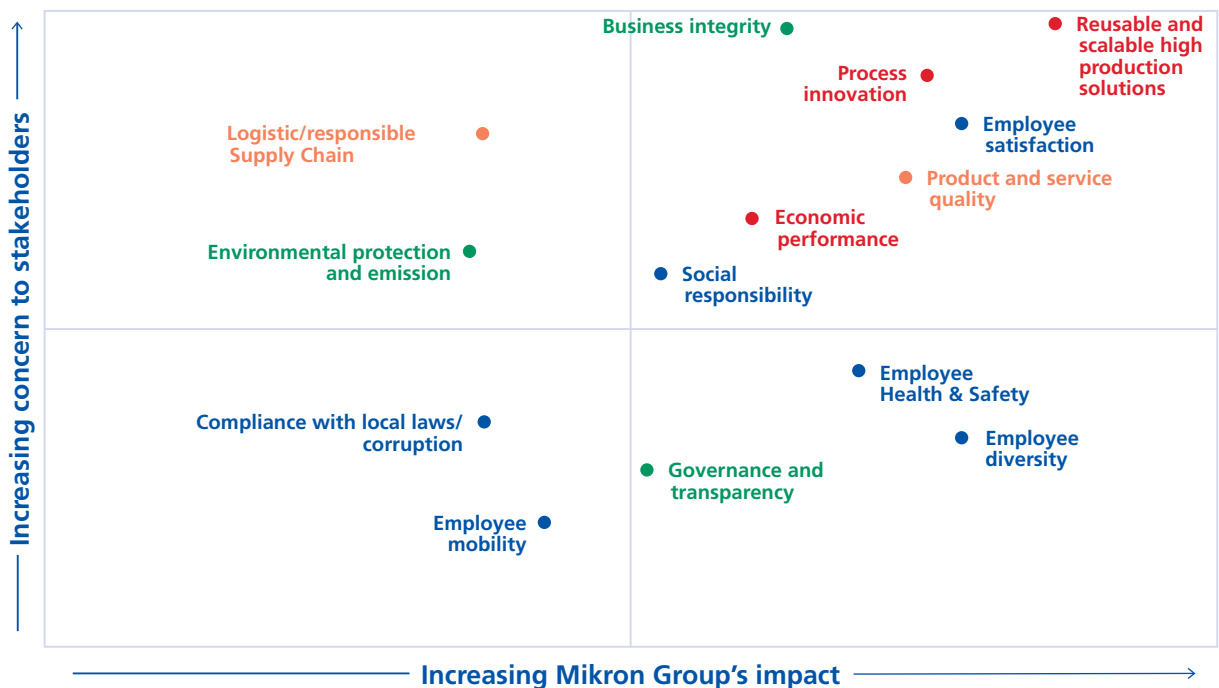 Increasing concern to stakeholders
Business integrity
Reusable and
scalable high
production
solutions
Process
innovation
Logistic/responsible
Supply Chain
Employee
satisfaction
Product and service
quality
Economic
performance
Environmental protection
and emission
Social
responsibility
Employee
Health & Safety
Compliance with local laws/
corruption
Employee
diversity
Governance and
transparency
Employee
mobility
Increasing Mikron Group’s impact